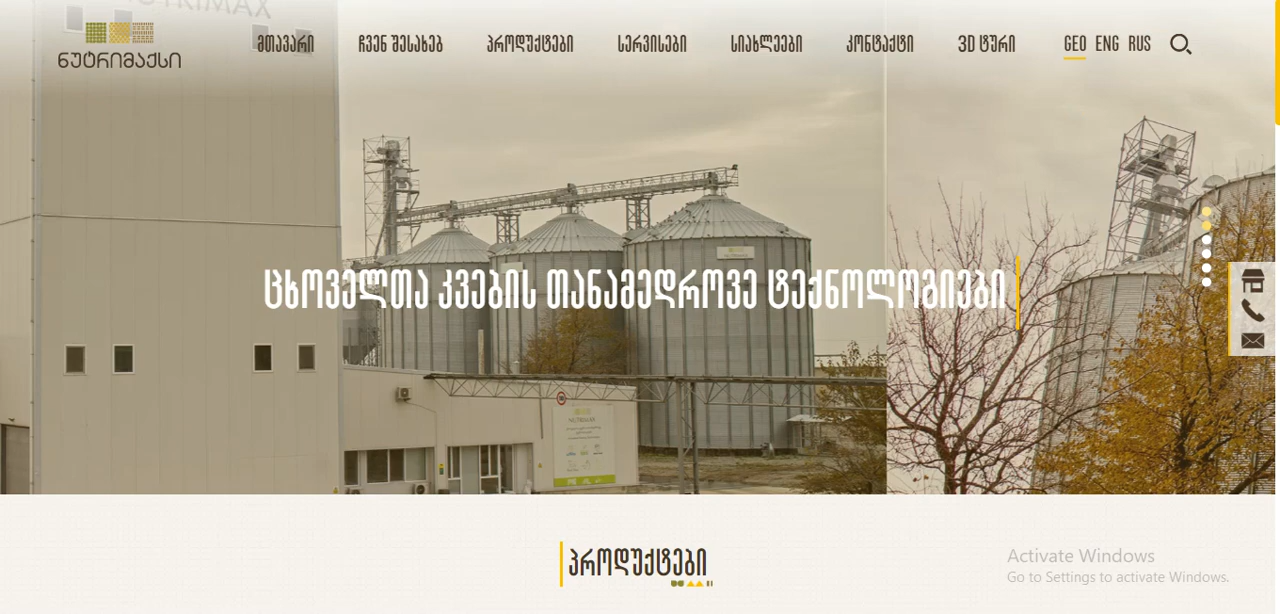 NUTRIMAX
ნუტრიმაქსი
მთავარი ჩვენ შესახებ პროდუქტები სერვისები სიახლეები კონტაქტი 3D ტური GEO ENG RUS
ცხოველთა კვების თანამედროვე ტექნოლოგიები
პროდუქტები
Activate Windows
Go to Settings to activate Windows.